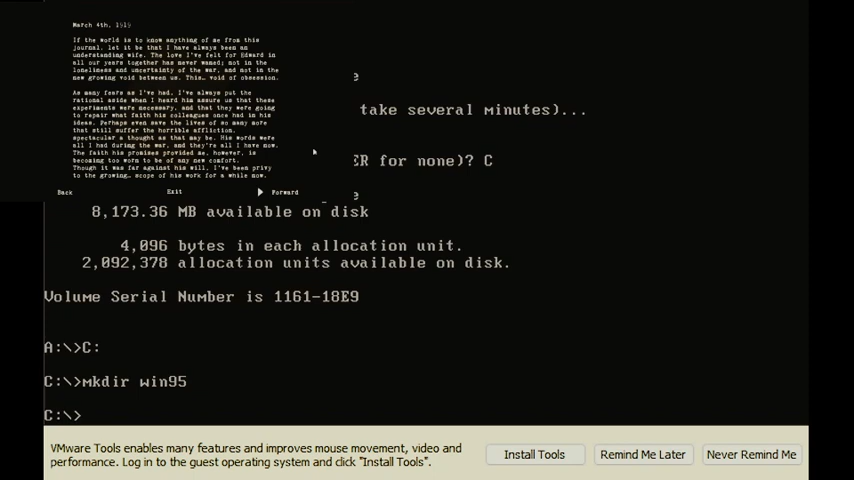 March 4th, 1919
If the world is to know anything of me from this
journal, let it be that I have always been an
understanding wife. The love I've felt for Edward in
all our years together has never waned; not in the
loneliness and uncertainty of the war, and not in the
new growing void between us. This… void of obsession.
As many fears as I've had, I've always put the
rational aside when I heard him assure us that these
experiments were necessary, and that they were going
to repair what faith his colleagues once had in his
ideas. Perhaps even save the lives of so many more
that still suffer the horrible affliction,
spectacular a thought as that may be. His words were
all I had during the war, and they're all I have now.
The faith his promises provided me, however, is
becoming too worn to be of any new comfort.
Though it was far against his will, I've been privy
to the growing… scope of his work for a while now.
Back Exit Forward
e
take several minutes)...
ER for none)? C
e
8,173.36 MB available on disk
4,096 bytes in each allocation unit.
2,092,378 allocation units available on disk.
Volume Serial Number is 1161-18E9
A:\>C:
C:\>mkdir win95
C:\>
VMware Tools enables many features and improves mouse movement, video and
performance. Log in to the guest operating system and click "Install Tools".
Install Tools Remind Me Later Never Remind Me